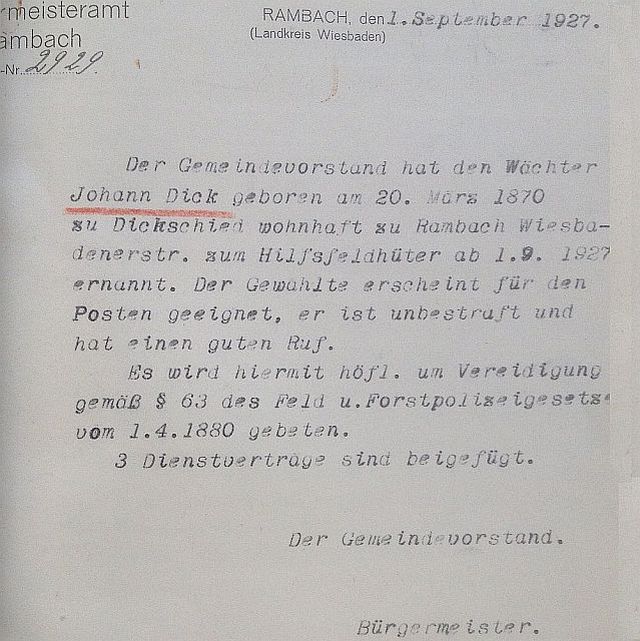 rmeisteramt
ambach
-Nr. 2929.
RAMBACH, den 1. September 1927.
(Landkreis Wiesbaden)
Der Gemeindevorstand hat den Wächter
Johann Dick geboren am 20. März 1870
zu Dickschied wohnhaft zu Rambach Wiesba-
denerstr. zum Hilfsfeldhüter ab 1.9. 1927
ernannt. Der Gewahlte erscheint für den
Posten geeignet, er ist unbestraft und
hat einen guten Ruf.
Es wird hiermit höfl. um Vereidigung
gemäß § 63 des Feld u.Forstpolizeigesetze
vom 1.4.1880 gebeten.
3 Dienstvertrage sind beigefügt.
Der Gemeindevorstand.
Bürgermeister.